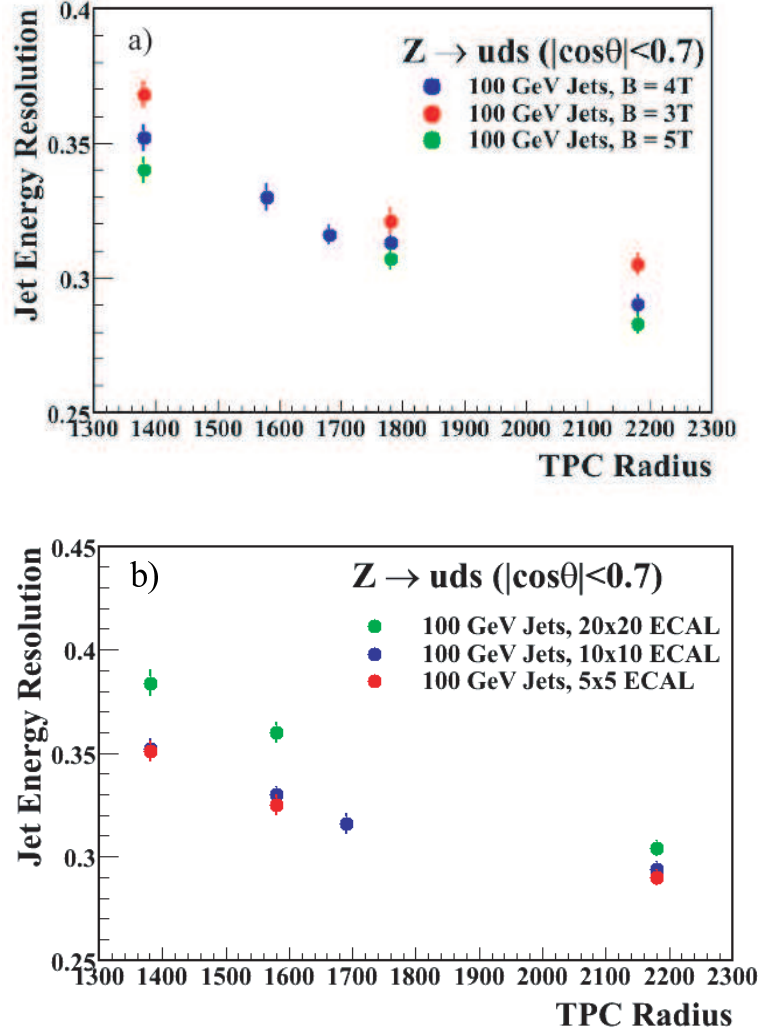 a)
Z → uds (|cosθ|<0.7)
100 GeV Jets, B = 4T
100 GeV Jets, B = 3T
100 GeV Jets, B = 5T
Jet Energy Resolution
0.4
0.35
0.3
0.25
1300 1400 1500 1600 1700 1800 1900 2000 2100 2200 2300
TPC Radius
b)
Z → uds (|cosθ|<0.7)
100 GeV Jets, 20x20 ECAL
100 GeV Jets, 10x10 ECAL
100 GeV Jets, 5x5 ECAL
Jet Energy Resolution
0.45
0.4
0.35
0.3
0.25
1300 1400 1500 1600 1700 1800 1900 2000 2100 2200 2300
TPC Radius